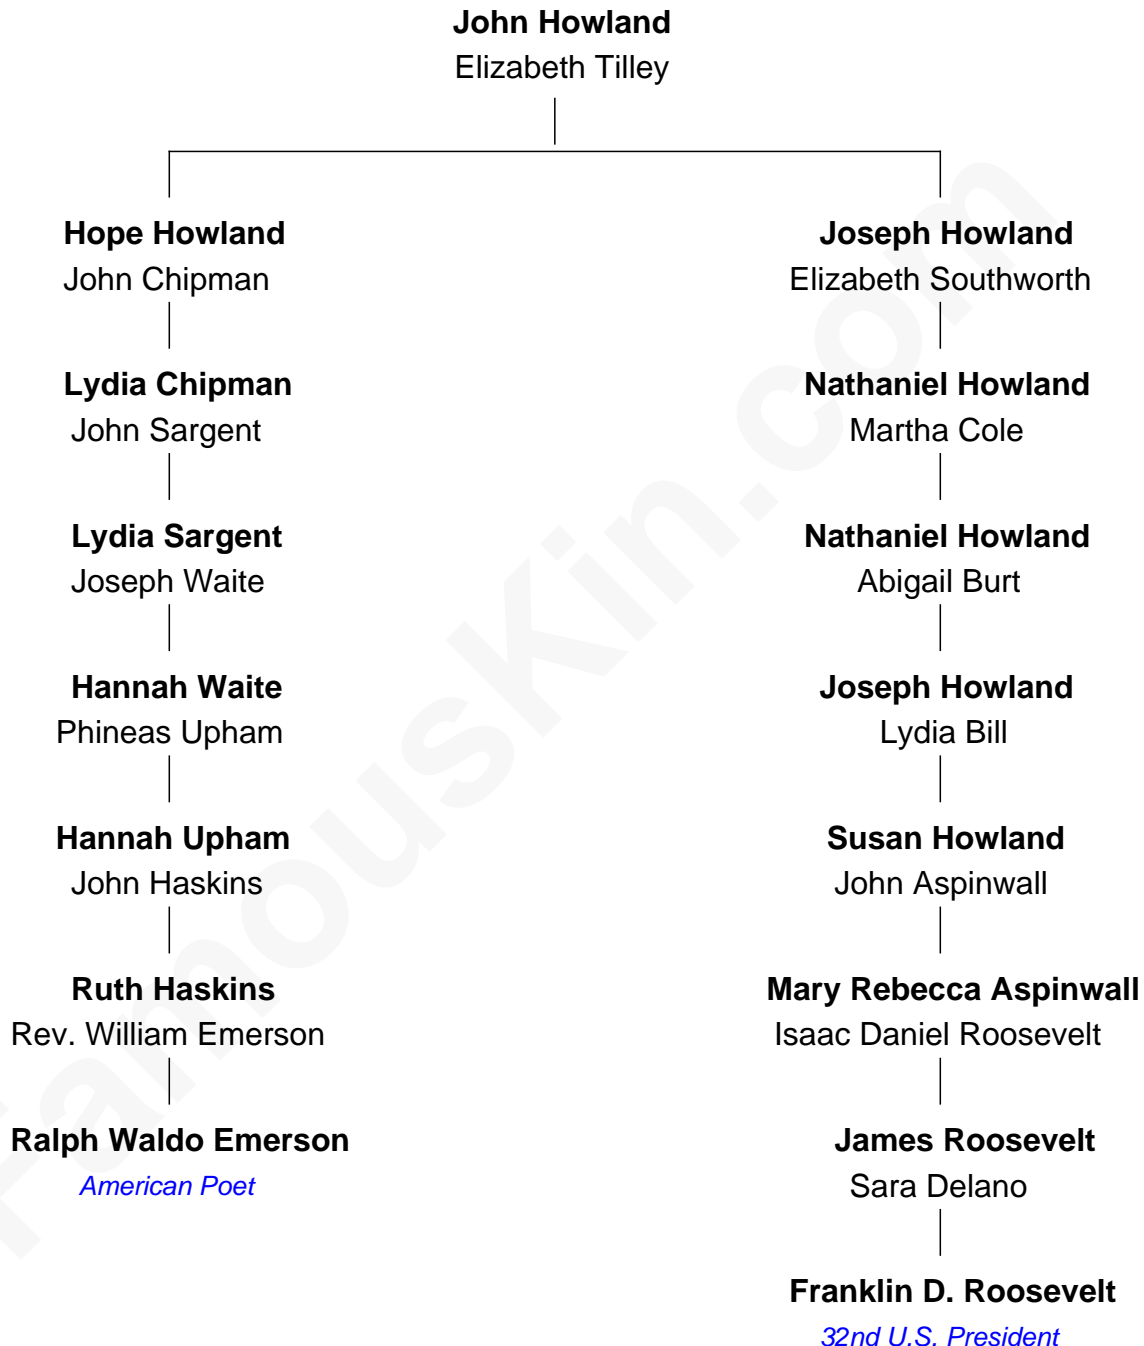 John Howland
Elizabeth Tilley
Hope Howland
John Chipman
Lydia Chipman
John Sargent
Lydia Sargent
Joseph Waite
Hannah Waite
Phineas Upham
Hannah Upham
John Haskins
Ruth Haskins
Rev. William Emerson
Ralph Waldo Emerson
American Poet
Joseph Howland
Elizabeth Southworth
Nathaniel Howland
Martha Cole
Nathaniel Howland
Abigail Burt
Joseph Howland
Lydia Bill
Susan Howland
John Aspinwall
Mary Rebecca Aspinwall
Isaac Daniel Roosevelt
James Roosevelt
Sara Delano
Franklin D. Roosevelt
32nd U.S. President
FamousKin.com